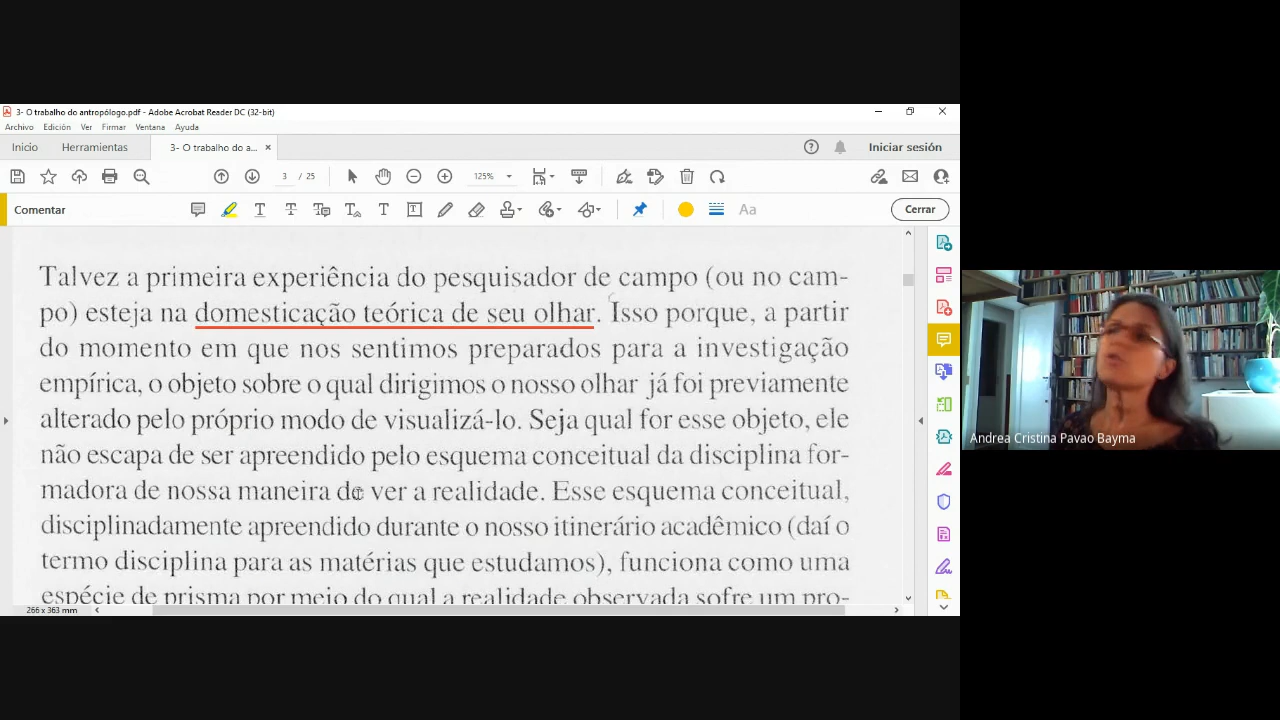 3- O trabalho do antropólogo.pdf - Adobe Acrobat Reader DC (32-bit)
Archivo Edición Ver Firmar Ventana Ayuda
Inicio Herramientas 3- O trabalho do a... × Iniciar sesión
3 / 25 125%
Comentar Aa Cerrar
Talvez a primeira experiência do pesquisador de campo (ou no cam-
po) esteja na domesticação teórica de seu olhar. Isso porque, a partir
do momento em que nos sentimos preparados para a investigação
empírica, o objeto sobre o qual dirigimos o nosso olhar já foi previamente
alterado pelo próprio modo de visualizá-lo. Seja qual for esse objeto, ele
não escapa de ser apreendido pelo esquema conceitual da disciplina for-
madora de nossa maneira de ver a realidade. Esse esquema conceitual,
disciplinadamente apreendido durante o nosso itinerário acadêmico (daí o
termo disciplina para as matérias que estudamos), funciona como uma
espécie de prisma por meio do qual a realidade observada sofre um pro-
266 x 363 mm
Andrea Cristina Pavao Bayma